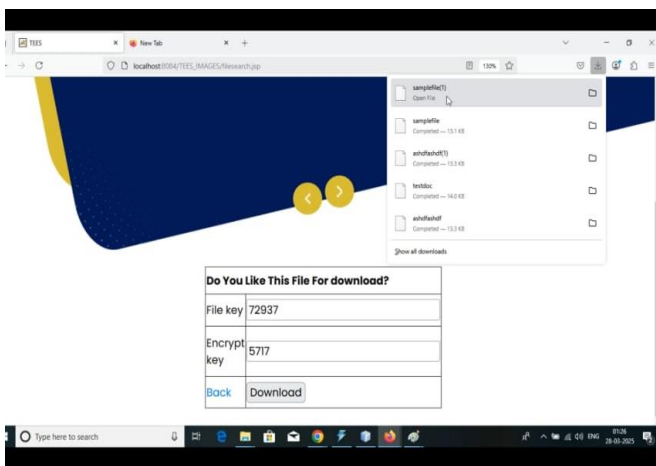 TEES
New Tab
localhost:8084/TEES_IMAGES/filesearch.jsp
130%
samplefile(1)
Open File
samplefile
Completed — 13.1 KB
ashdfashdf(1)
Completed — 13.3 KB
testdoc
Completed — 14.0 KB
ashdfashdf
Completed — 13.3 KB
Show all downloads
Do You Like This File For download?
File key 72937
Encrypt key 5717
Back Download
Type here to search
ENG
01:26
28-03-2025